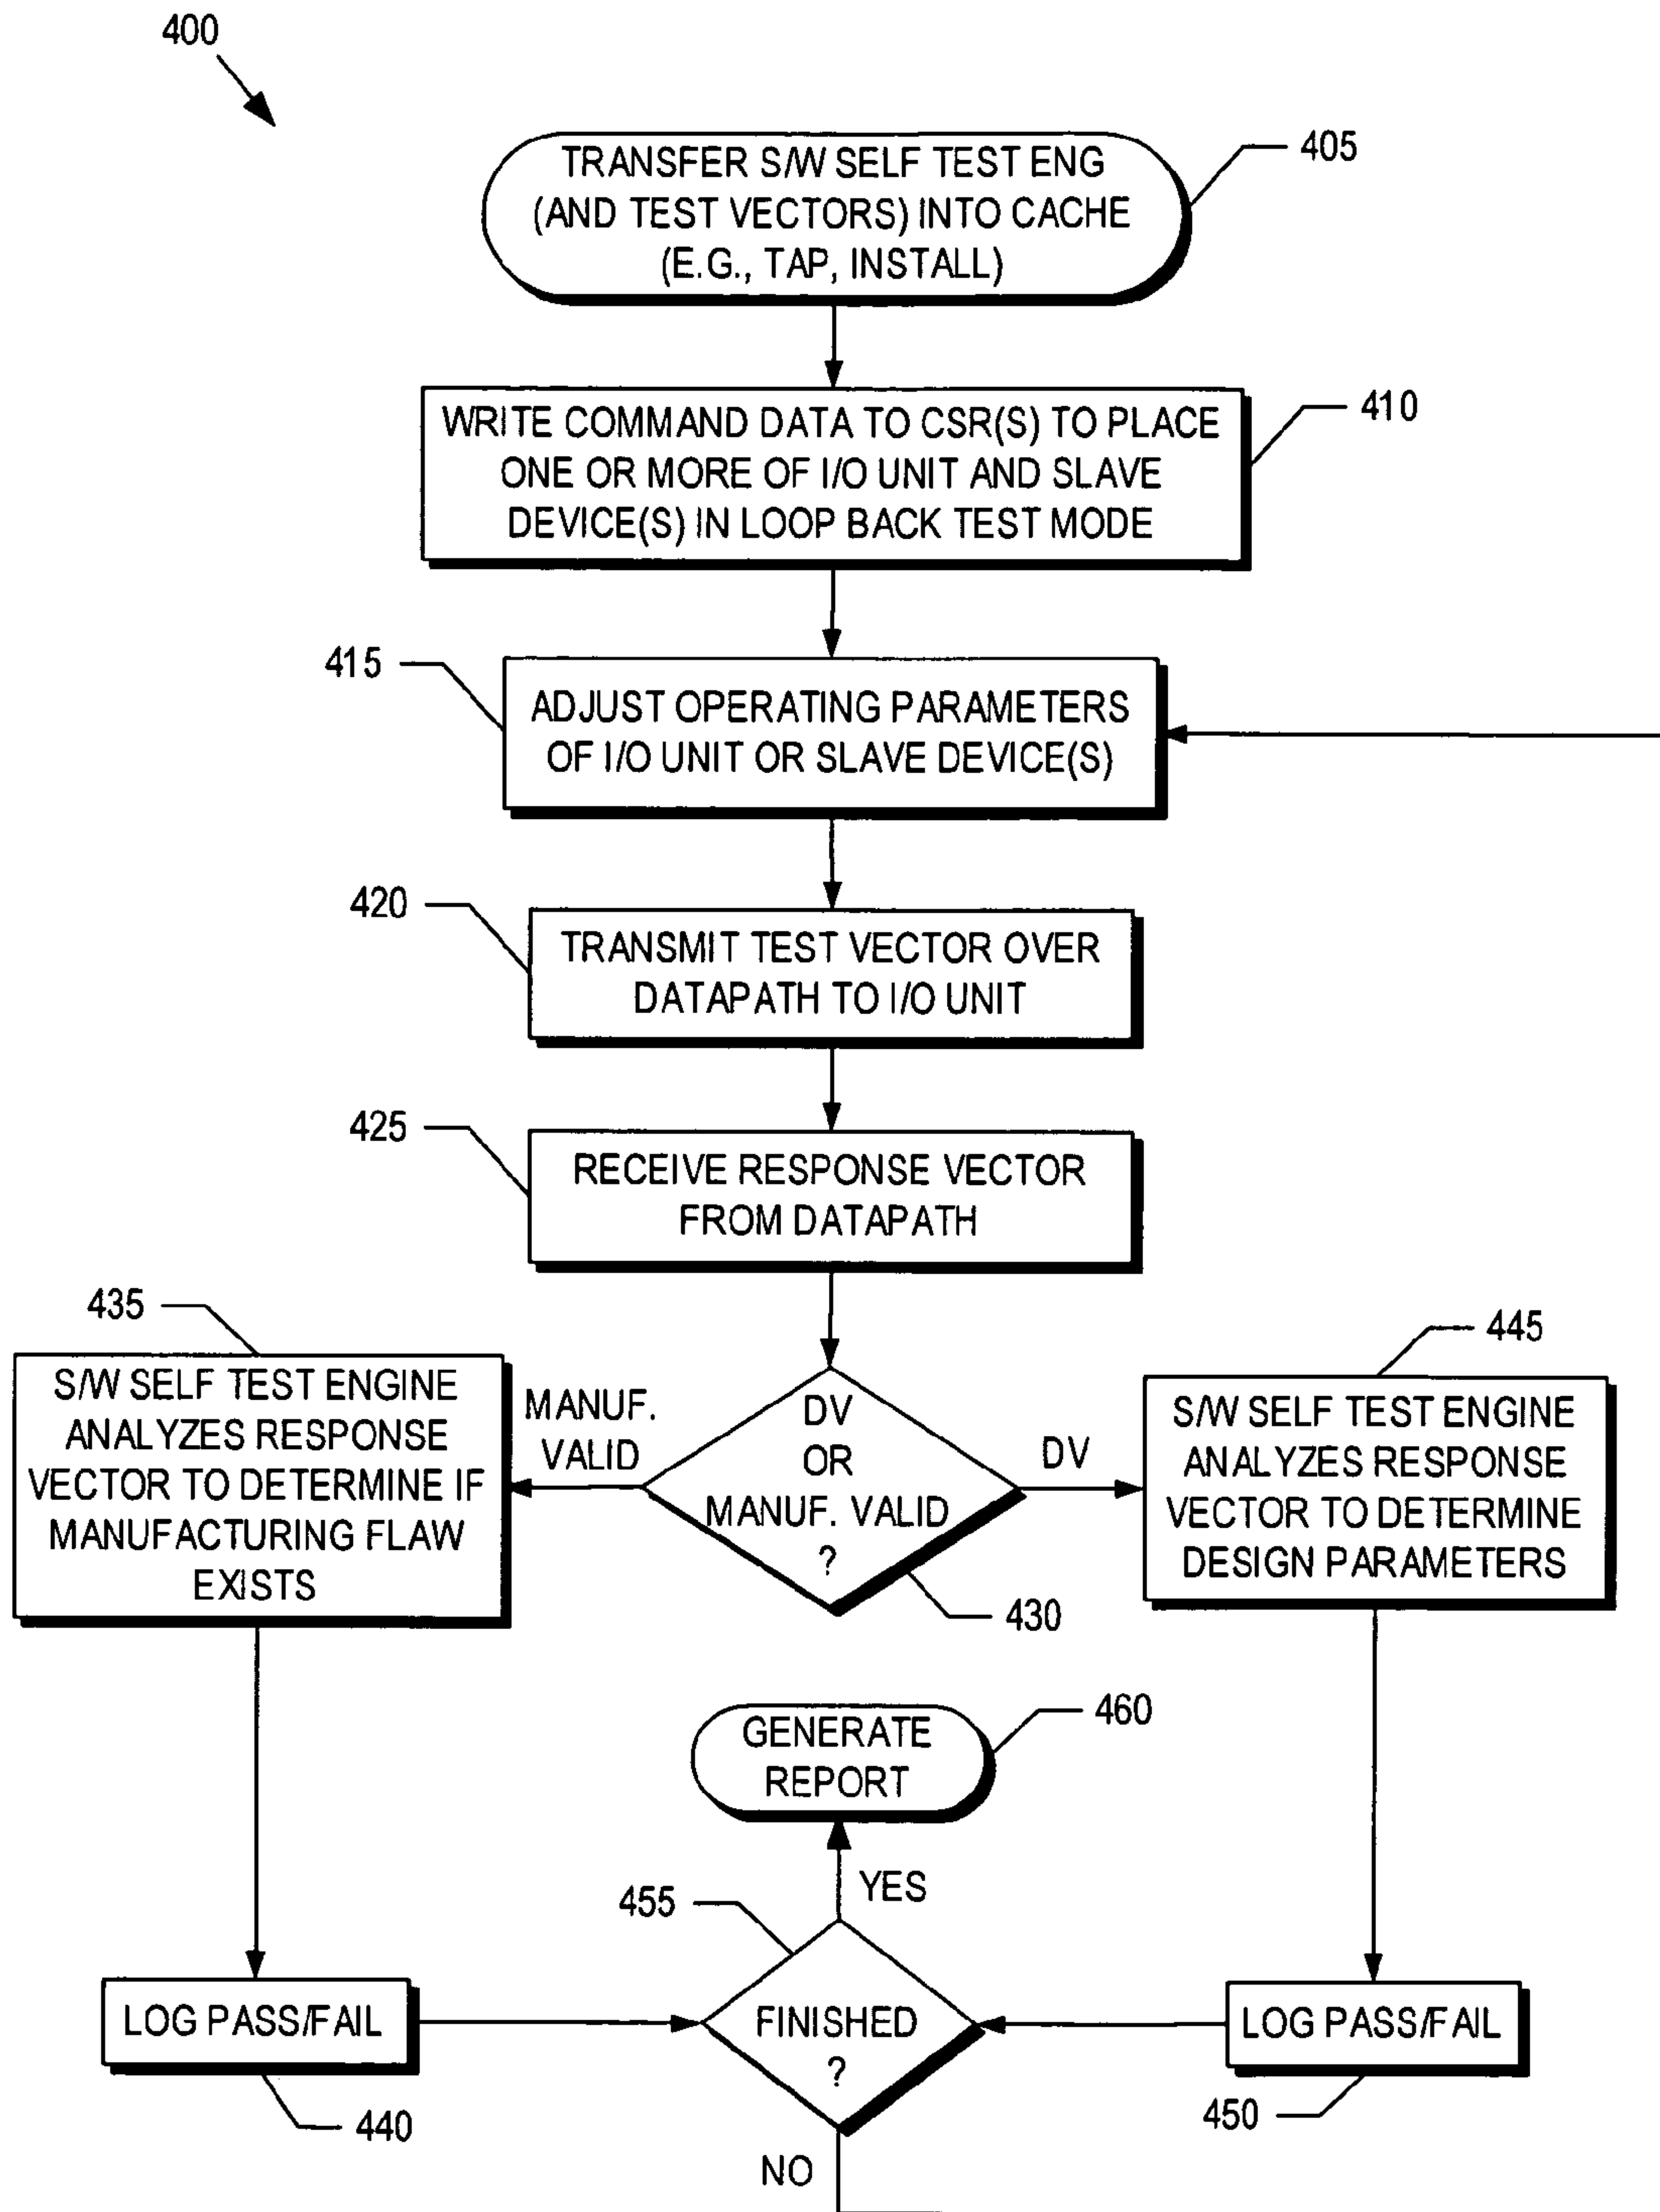 400
TRANSFER S/W SELF TEST ENG
(AND TEST VECTORS) INTO CACHE
(E.G., TAP, INSTALL)
405
WRITE COMMAND DATA TO CSR(S) TO PLACE
ONE OR MORE OF I/O UNIT AND SLAVE
DEVICE(S) IN LOOP BACK TEST MODE
410
415
ADJUST OPERATING PARAMETERS
OF I/O UNIT OR SLAVE DEVICE(S)
420
TRANSMIT TEST VECTOR OVER
DATAPATH TO I/O UNIT
425
RECEIVE RESPONSE VECTOR
FROM DATAPATH
435
S/W SELF TEST ENGINE
ANALYZES RESPONSE
VECTOR TO DETERMINE IF
MANUFACTURING FLAW
EXISTS
MANUF.
VALID
DV
OR
MANUF. VALID
?
430
DV
445
S/W SELF TEST ENGINE
ANALYZES RESPONSE
VECTOR TO DETERMINE
DESIGN PARAMETERS
GENERATE
REPORT
460
YES
455
LOG PASS/FAIL
440
FINISHED
?
LOG PASS/FAIL
450
NO